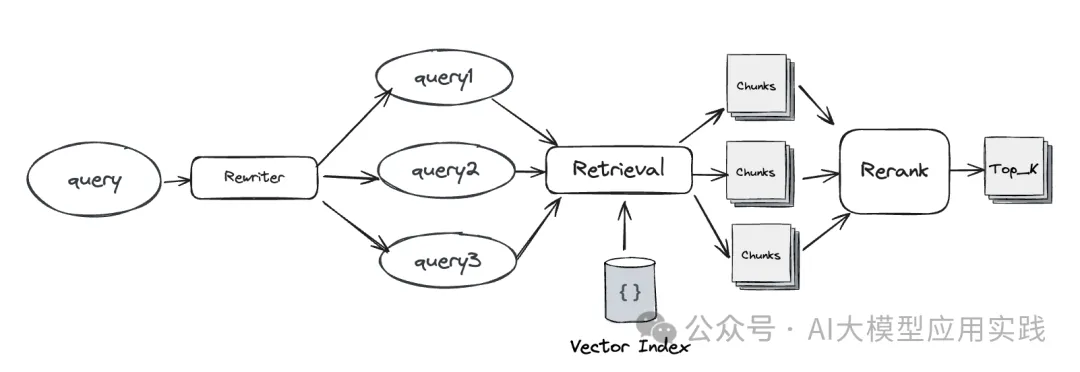 query
Rewriter
query1
query2
query3
Retrieval
{}
Vector Index
Chunks
Chunks
Chunks
Rerank
Top_K
公众号 · AI大模型应用实践